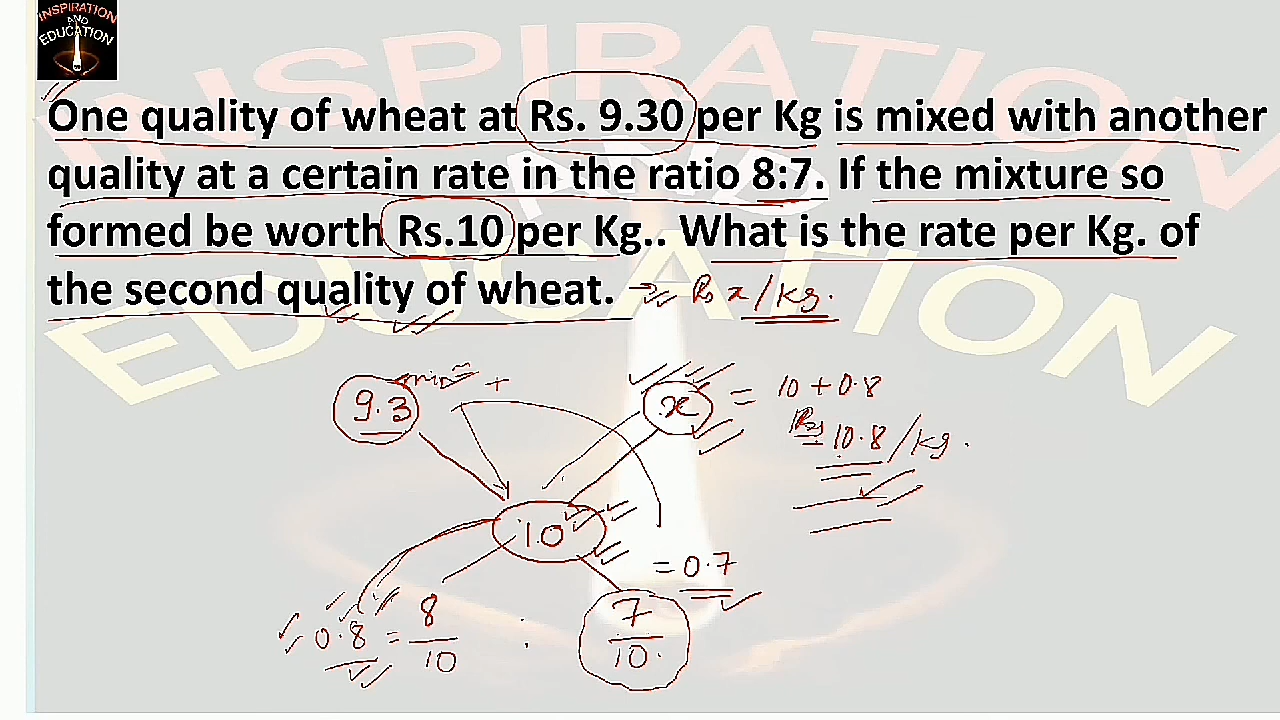 INSPIRATION
AND
EDUCATION
INSPIRATION
AND
EDUCATION
One quality of wheat at Rs. 9.30 per Kg is mixed with another
quality at a certain rate in the ratio 8:7. If the mixture so
formed be worth Rs.10 per Kg.. What is the rate per Kg. of
the second quality of wheat. → Rs x/kg.
9.3 +
x = 10 + 0.8
Rs 10.8/kg.
10
= 0.7
0.8 = 8/10 : 7/10